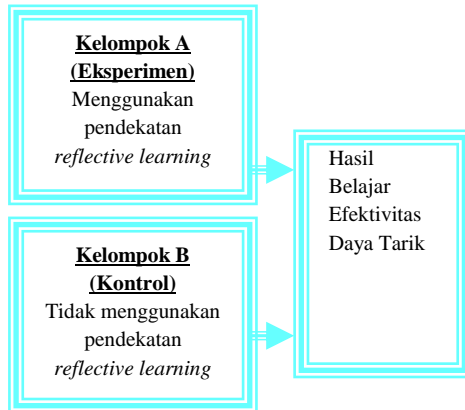 Kelompok A
(Eksperimen)
Menggunakan
pendekatan
reflective learning
Kelompok B
(Kontrol)
Tidak menggunakan
pendekatan
reflective learning
Hasil
Belajar
Efektivitas
Daya Tarik